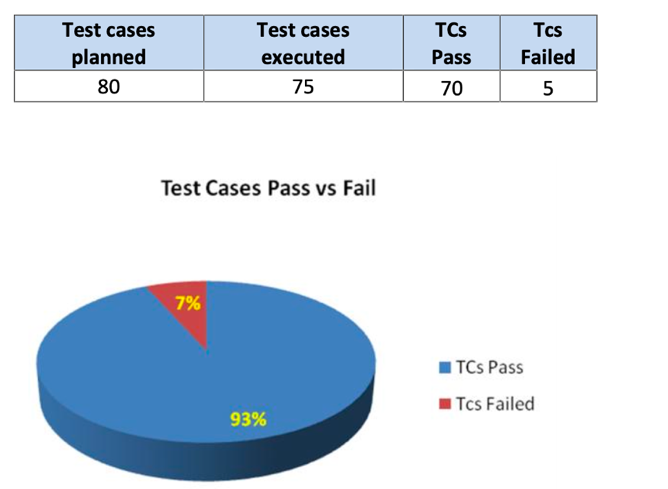 Test cases planned
Test cases executed
TCs Pass
Tcs Failed
80
75
70
5
Test Cases Pass vs Fail
7%
93%
TCs Pass
Tcs Failed